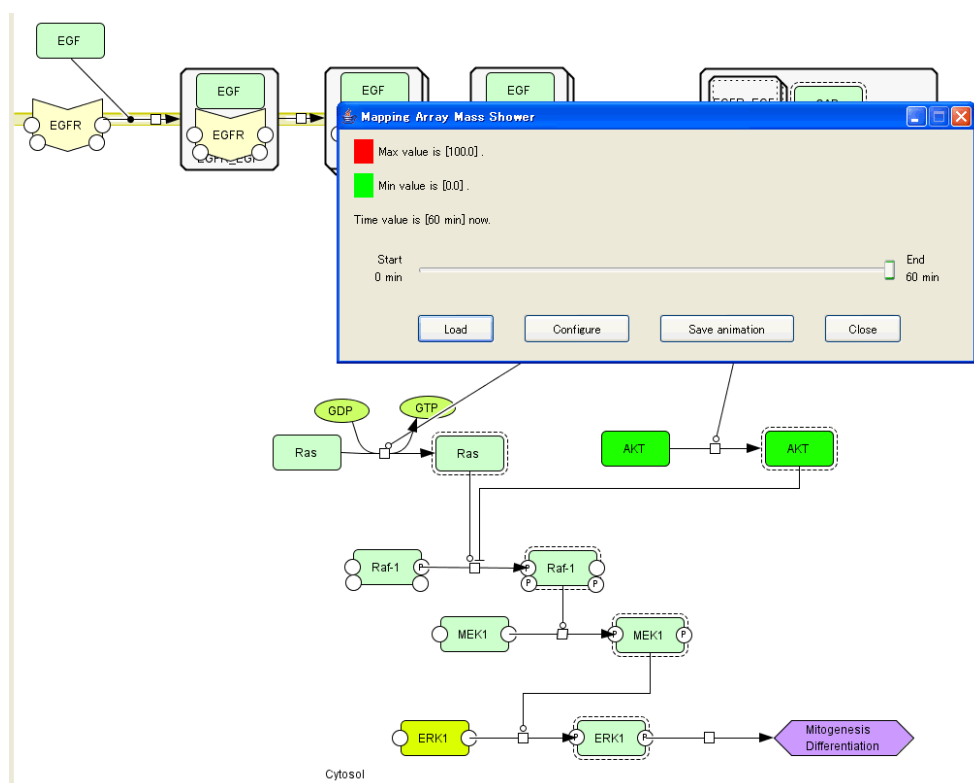 EGF
EGF
EGF
EGF
EGFR
EGFR
Mapping Array Mass Shower
Max value is [100.0] .
Min value is [0.0] .
Time value is [60 min] now.
Start
0 min
End
60 min
Load
Configure
Save animation
Close
GDP
GTP
Ras
Ras
AKT
AKT
Raf-1
P
P
Raf-1
P
P
MEK1
P
MEK1
P
ERK1
P
ERK1
P
Mitogenesis
Differentiation
Cytosol